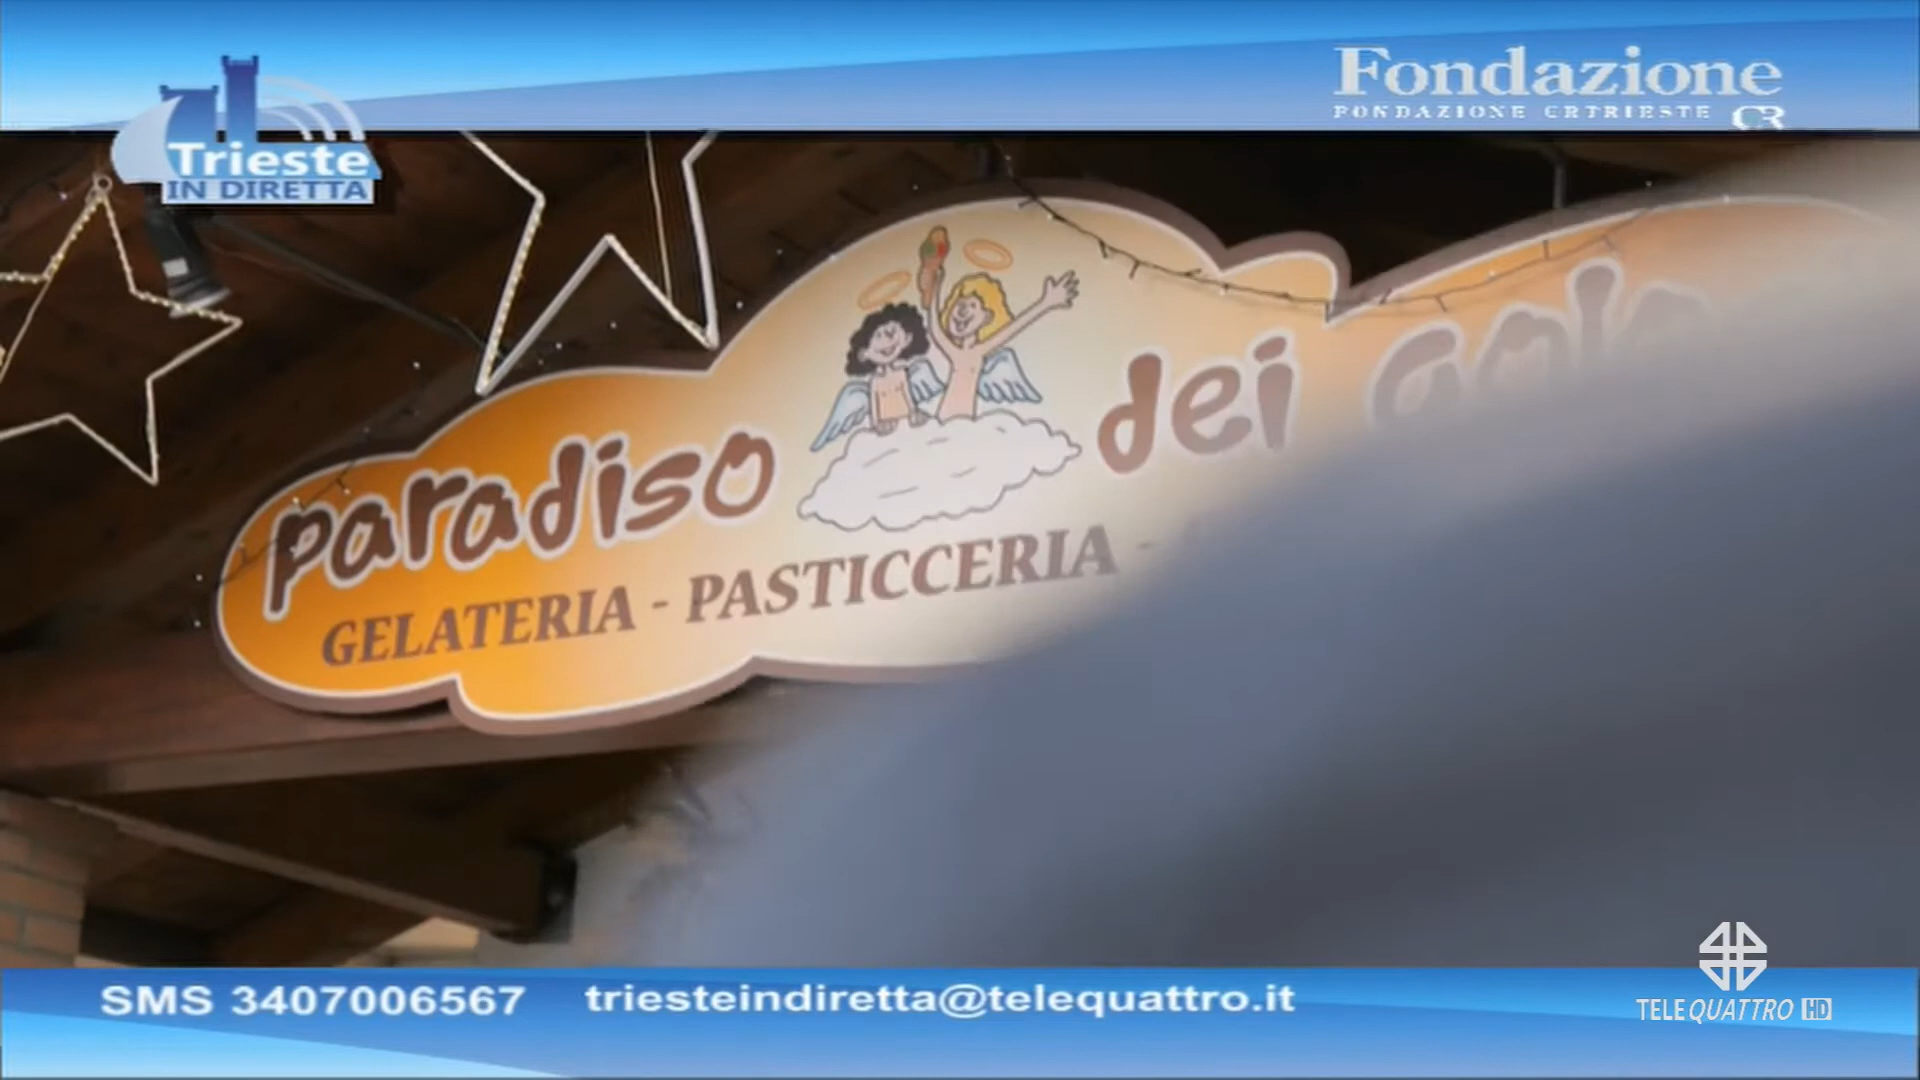 Fondazione
FONDAZIONE CRTRIESTE
Trieste
IN DIRETTA
paradiso dei
GELATERIA - PASTICCERIA -
SMS 3407006567 triesteindiretta@telequattro.it
TELEQUATTRO HD